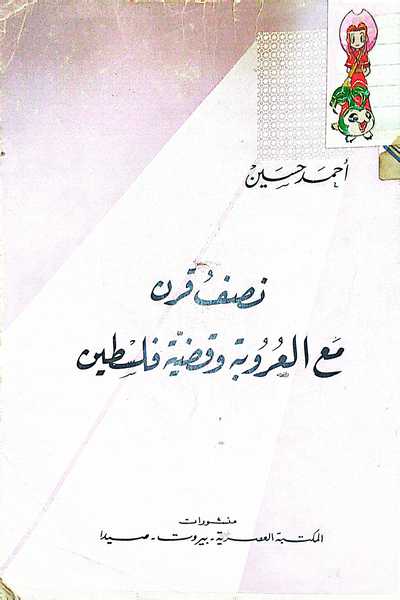 أحمد حسين
نصف قرن
مع العروبة وقضية فلسطين
منشورات
المكتبة العصرية - بيروت - صيدا